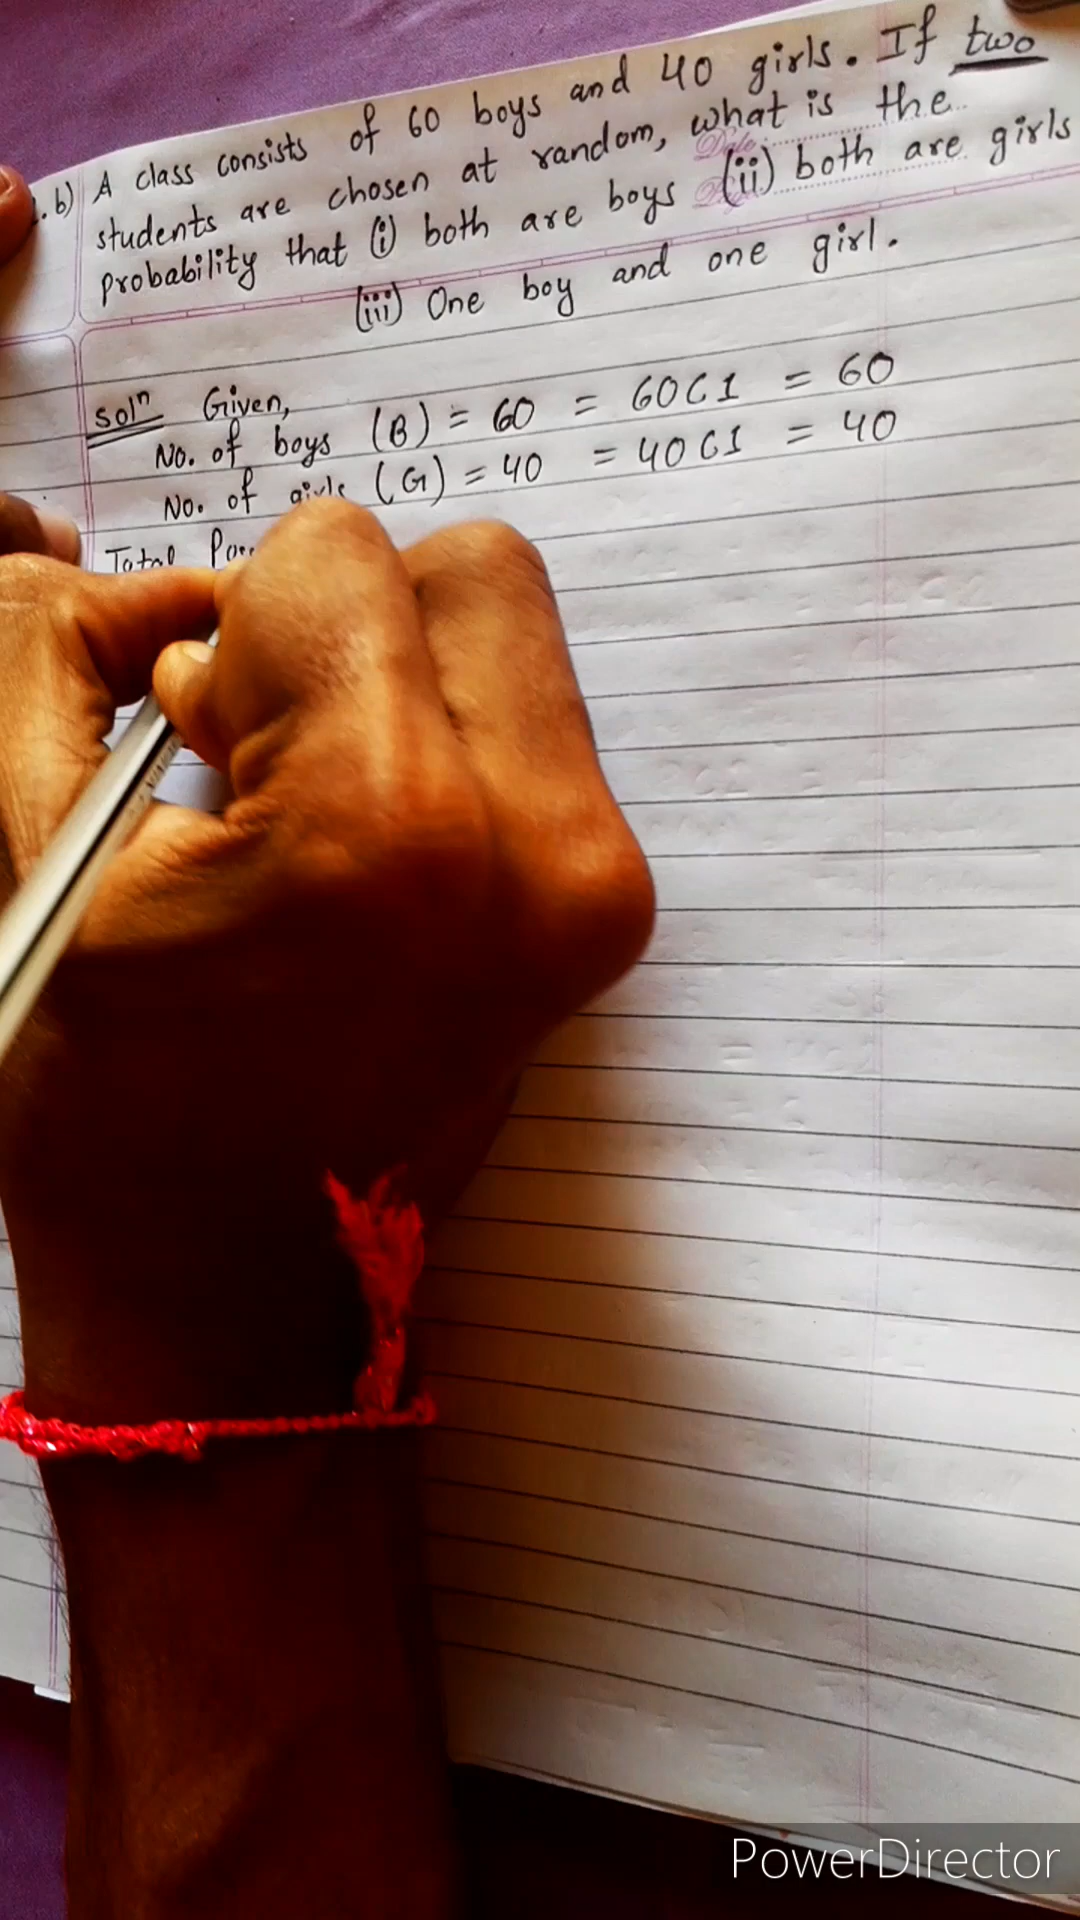 b) A class consists of 60 boys and 40 girls. If two
students are chosen at random, what is the
probability that (i) both are boys (ii) both are girls
(iii) One boy and one girl.
Solⁿ Given,
No. of boys (B) = 60 = 60C1 = 60
No. of girls (G) = 40 = 40C1 = 40
Total
PowerDirector